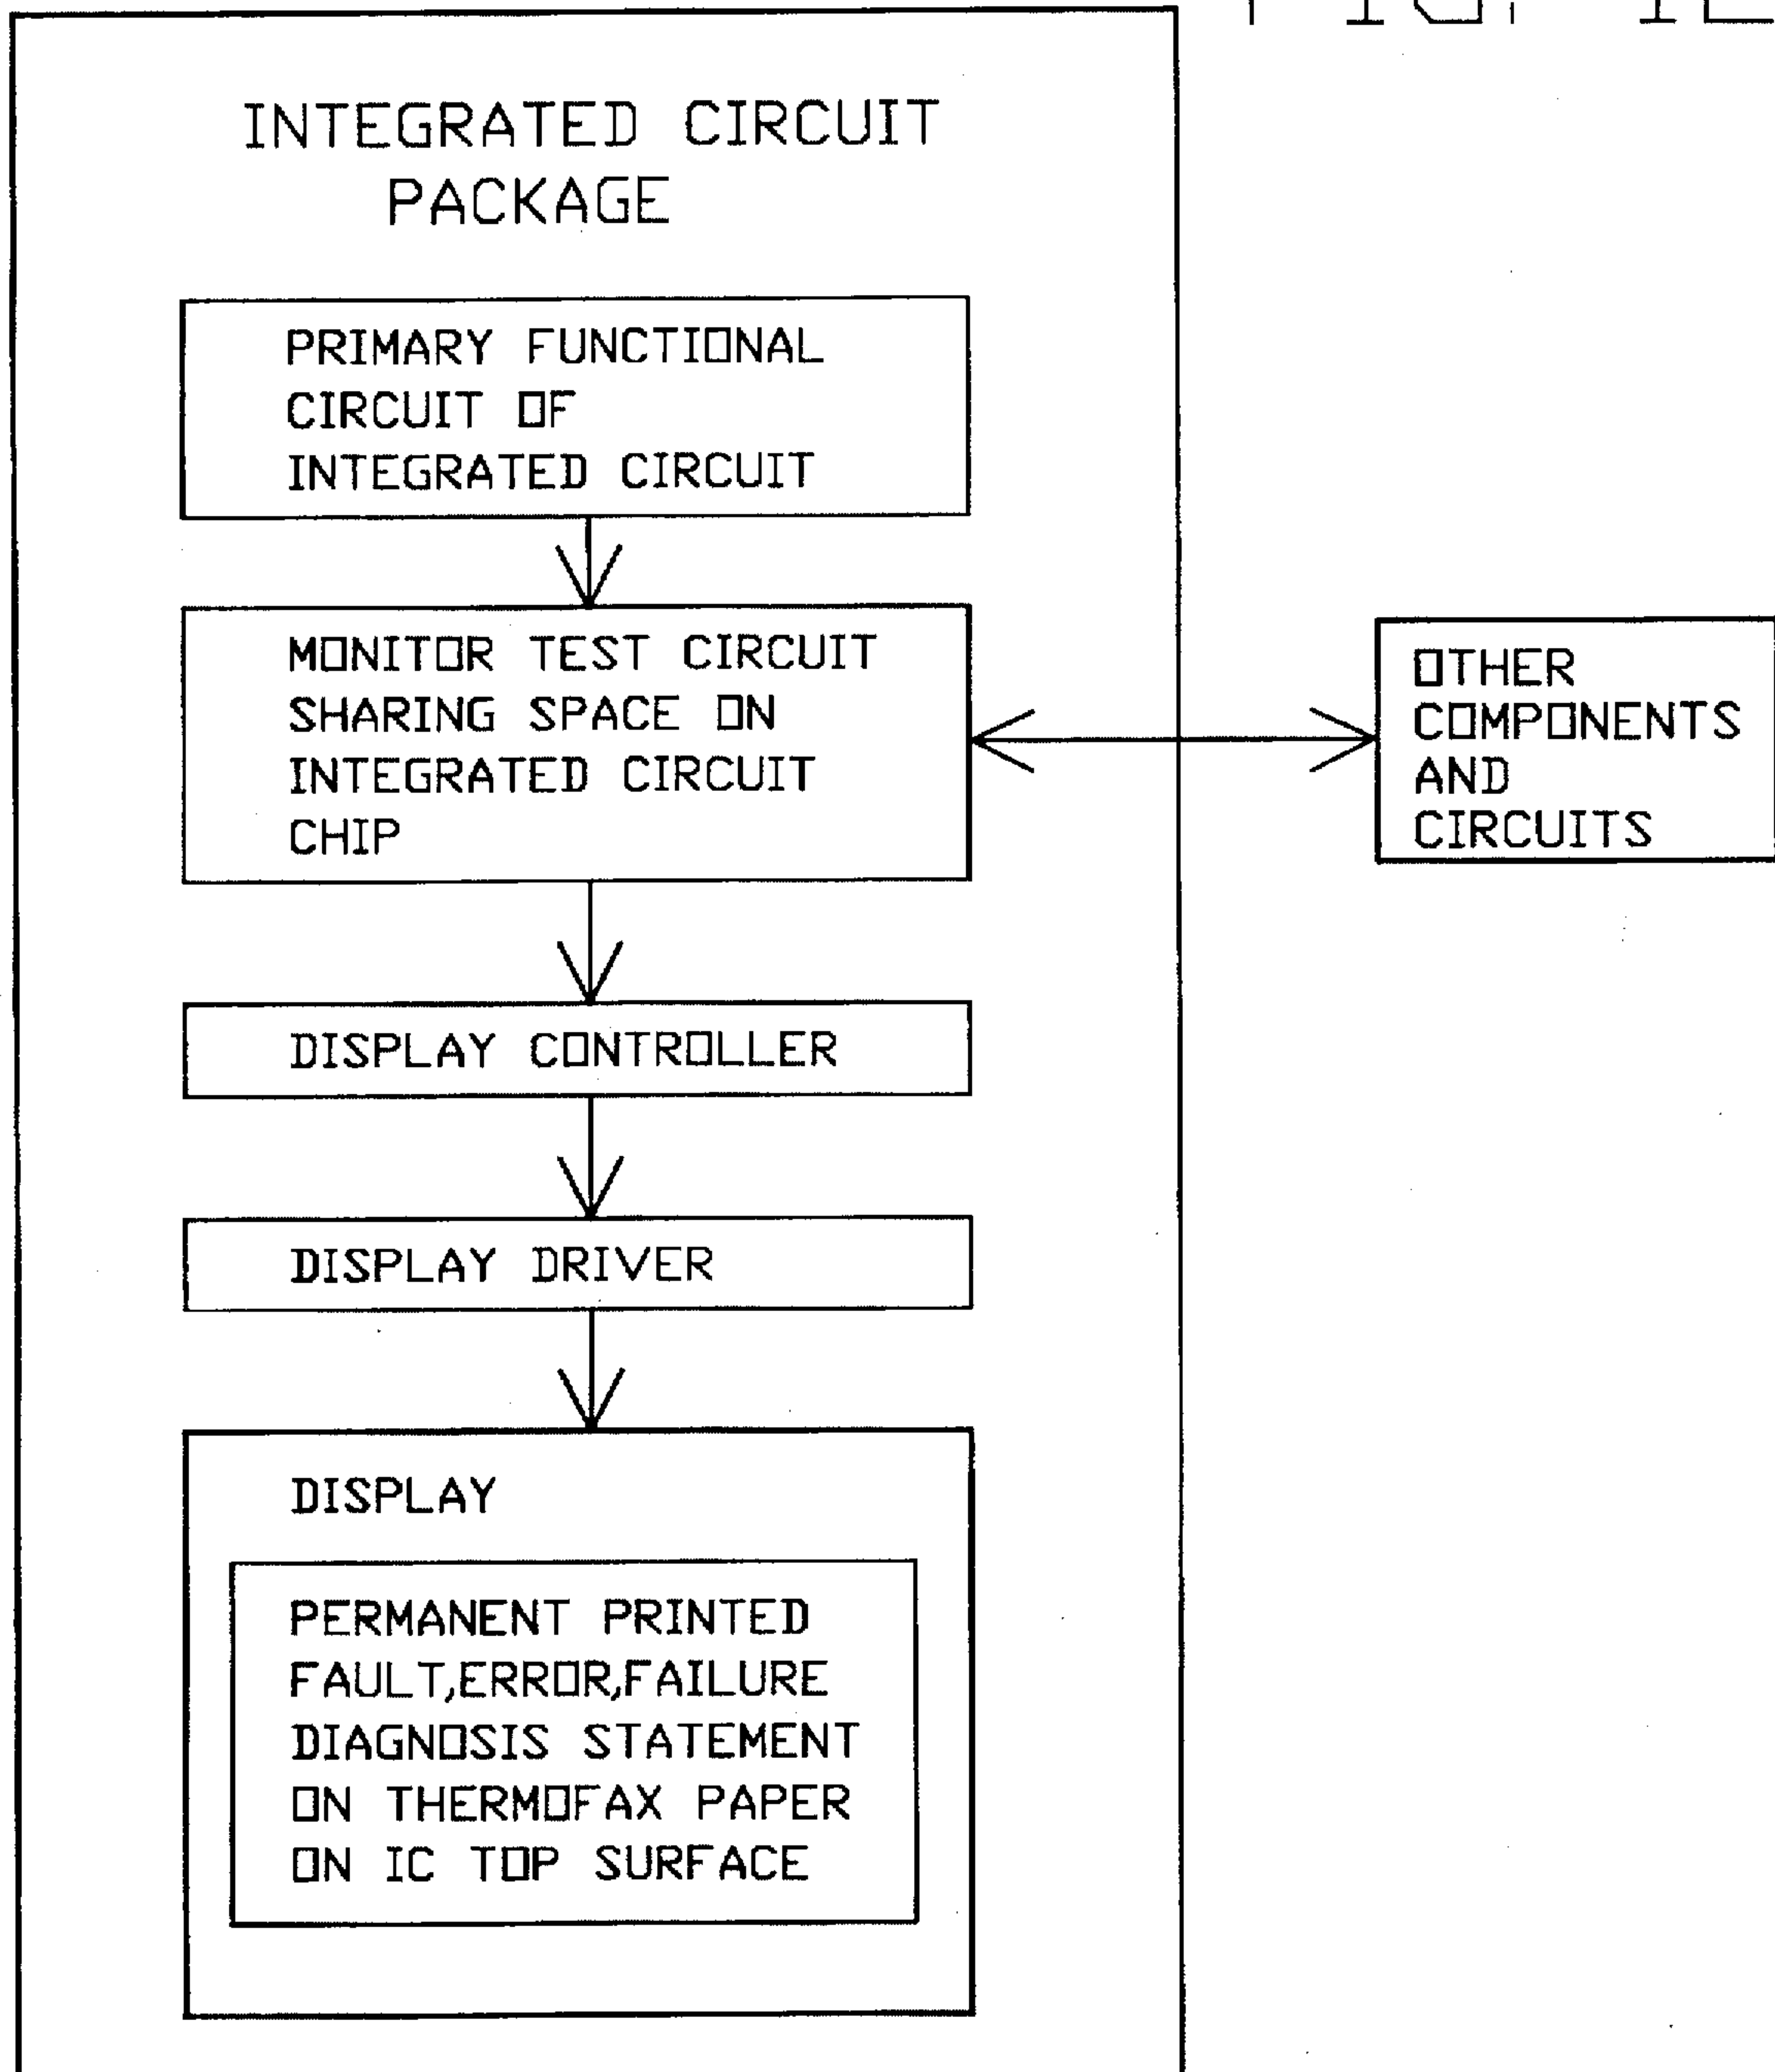 INTEGRATED CIRCUIT
PACKAGE
PRIMARY FUNCTIONAL
CIRCUIT OF
INTEGRATED CIRCUIT
MONITOR TEST CIRCUIT
SHARING SPACE ON
INTEGRATED CIRCUIT
CHIP
OTHER
COMPONENTS
AND
CIRCUITS
DISPLAY CONTROLLER
DISPLAY DRIVER
DISPLAY
PERMANENT PRINTED
FAULT,ERROR,FAILURE
DIAGNOSIS STATEMENT
ON THERMOFAX PAPER
ON IC TOP SURFACE